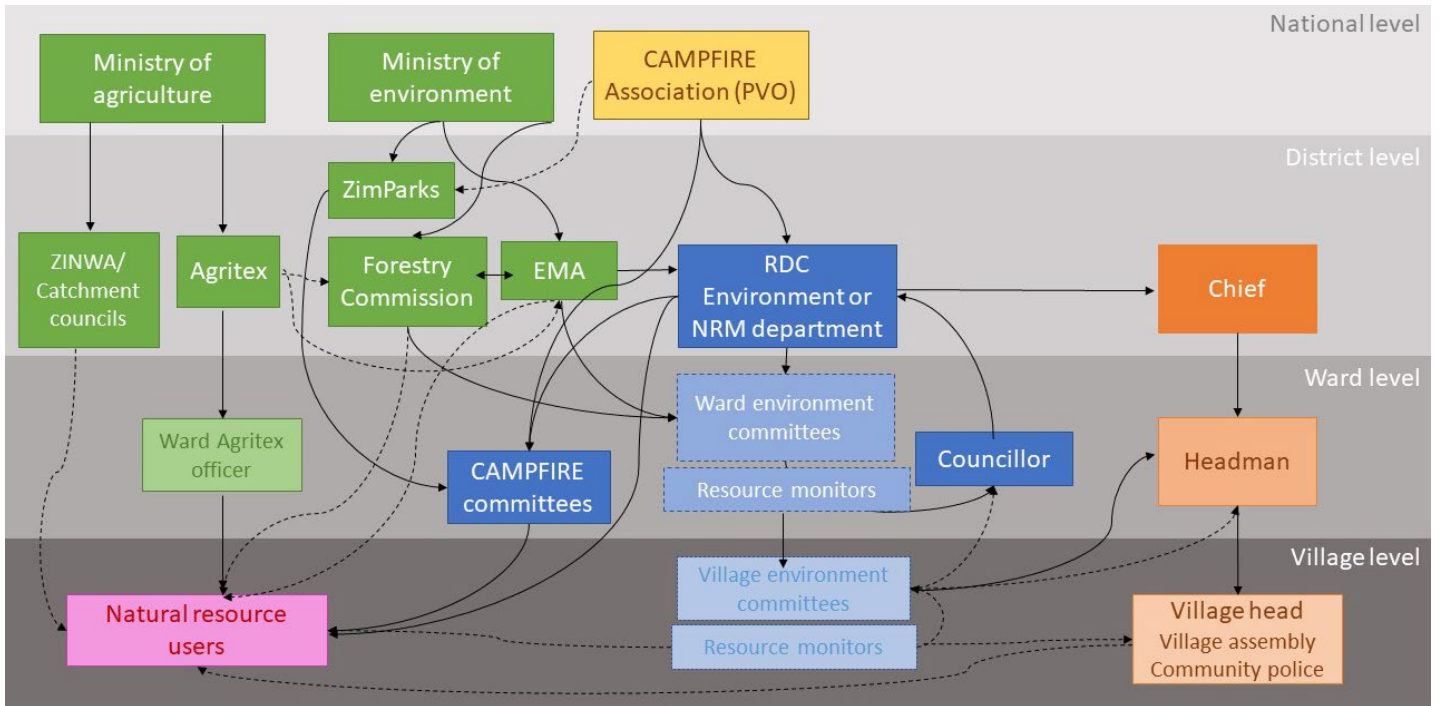 National level
Ministry of
agriculture
Ministry of
environment
CAMPFIRE
Association (PVO)
District level
ZimParks
ZINWA/
Catchment
councils
Agritex
Forestry
Commission
EMA
RDC
Environment or
NRM department
Chief
Ward level
Ward Agritex
officer
CAMPFIRE
committees
Ward environment
committees
Resource monitors
Councillor
Headman
Village level
Natural resource
users
Village environment
committees
Resource monitors
Village head
Village assembly
Community police